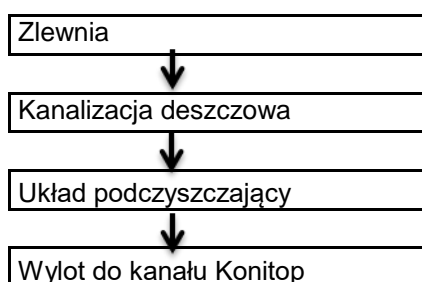 Zlewnia
Kanalizacja deszczowa
Układ podczyszczający
Wylot do kanału Konitop